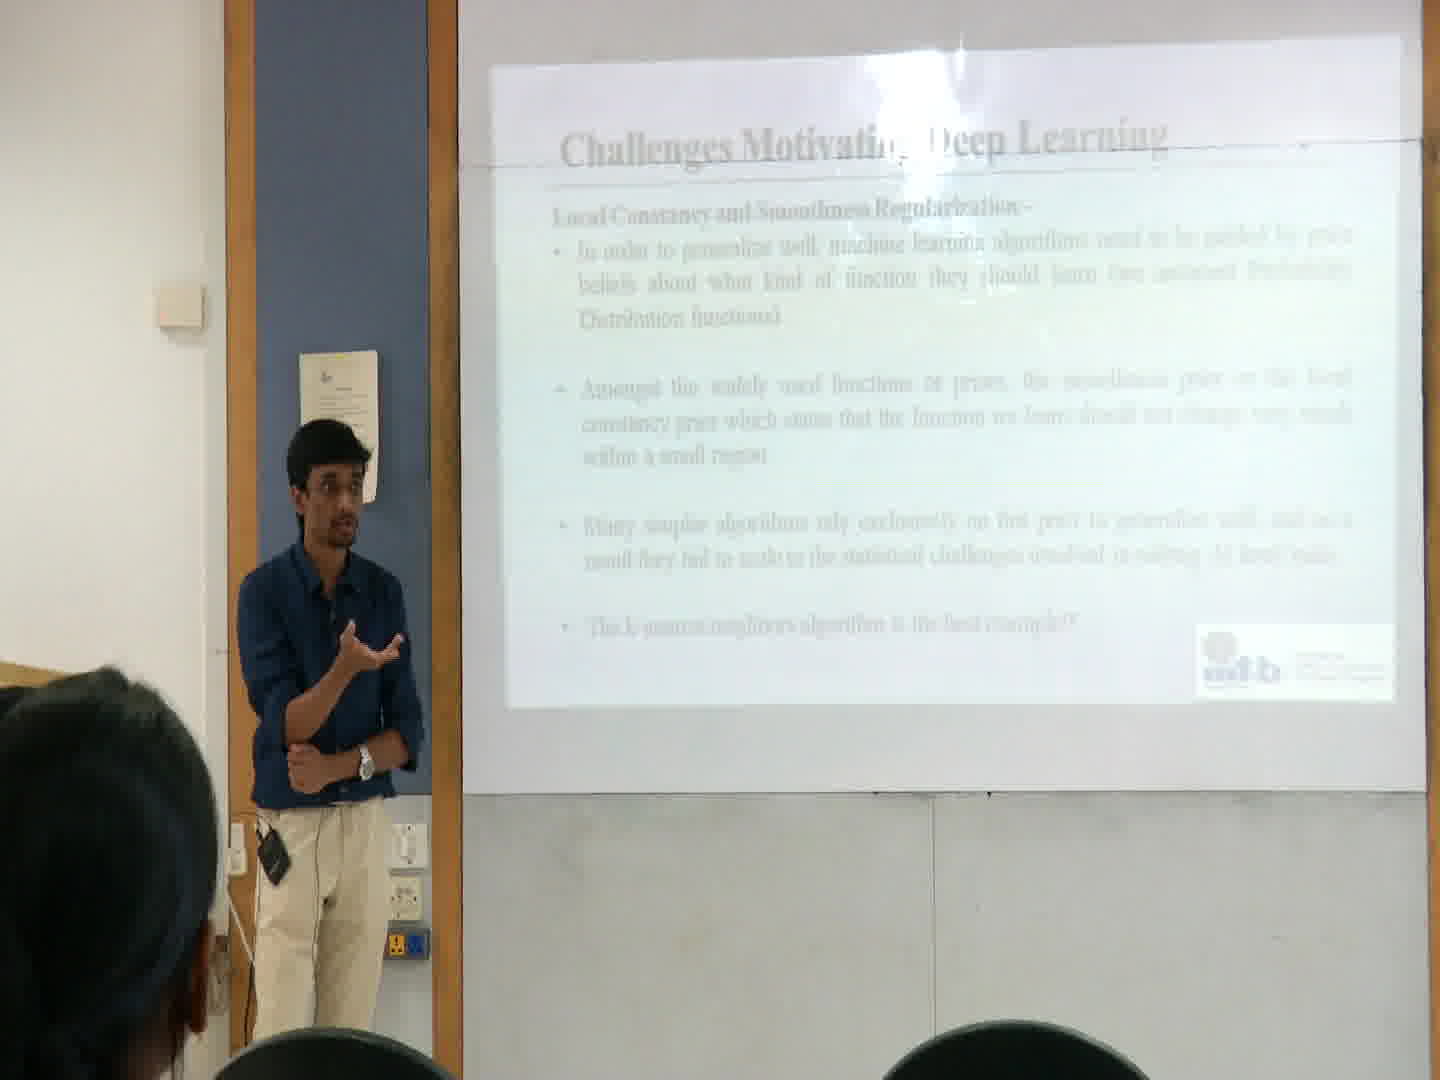 Challenges Motivating Deep Learning
Local Constancy and Smoothness Regularization -
• In order to generalize well, machine learning algorithms need to be guided by prior
beliefs about what kind of function they should learn
Distribution functions)
• Amongst the widely used functions or priors, the smoothness prior or the local
constancy prior which states that the function we learn should not change very much
within a small region
• Many simpler algorithms rely exclusively on this prior to generalize well, and as a
result they fail to scale to the statistical challenges involved in solving AI level tasks
• The k-nearest neighbors algorithm is the best example!!